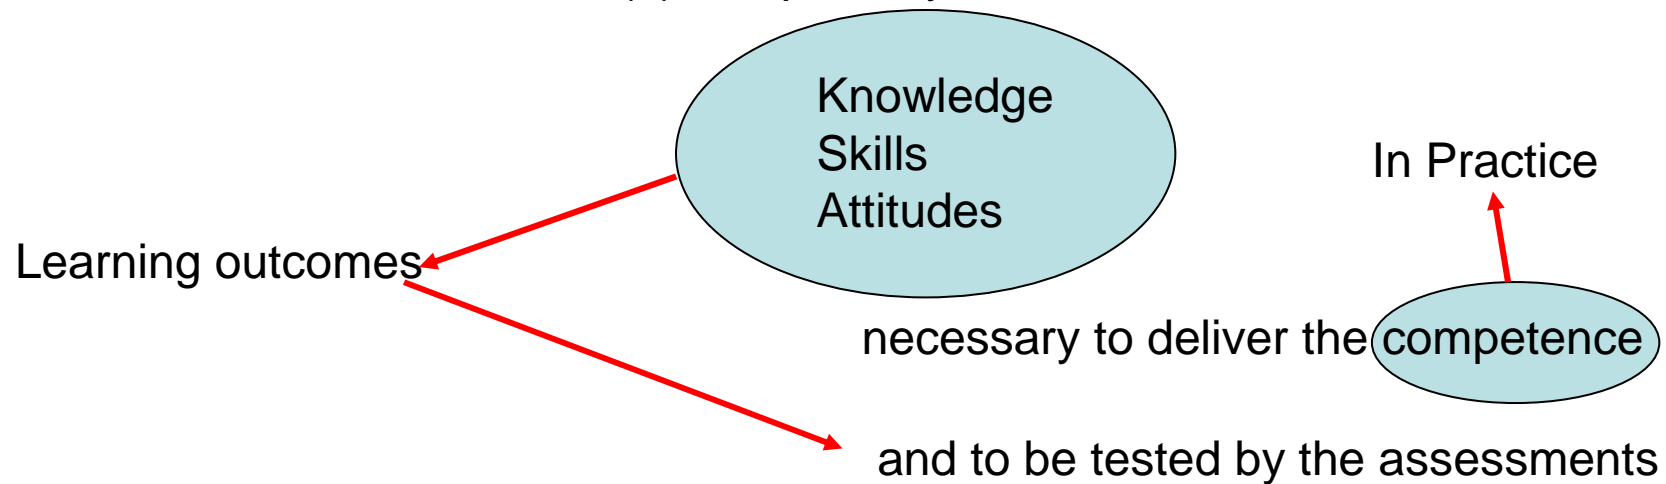 Knowledge
Skills
Attitudes
In Practice
Learning outcomes
necessary to deliver the competence
and to be tested by the assessments